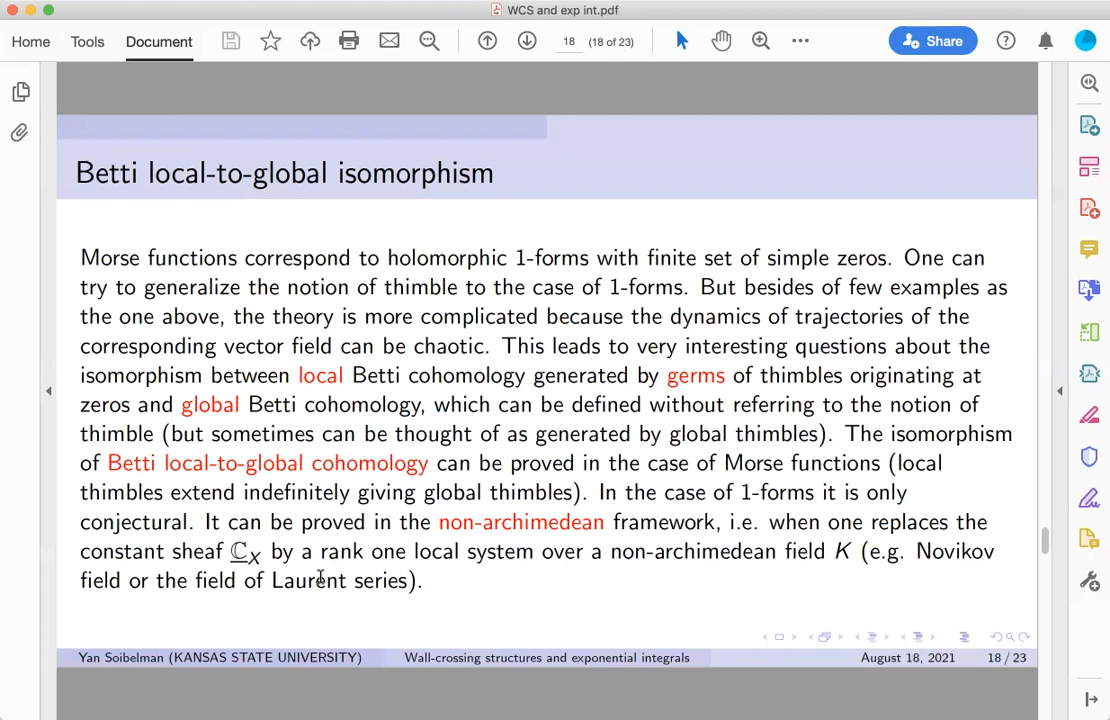 WCS and exp int.pdf
Home Tools Document 18 (18 of 23) Share
Betti local-to-global isomorphism
Morse functions correspond to holomorphic 1-forms with finite set of simple zeros. One can
try to generalize the notion of thimble to the case of 1-forms. But besides of few examples as
the one above, the theory is more complicated because the dynamics of trajectories of the
corresponding vector field can be chaotic. This leads to very interesting questions about the
isomorphism between local Betti cohomology generated by germs of thimbles originating at
zeros and global Betti cohomology, which can be defined without referring to the notion of
thimble (but sometimes can be thought of as generated by global thimbles). The isomorphism
of Betti local-to-global cohomology can be proved in the case of Morse functions (local
thimbles extend indefinitely giving global thimbles). In the case of 1-forms it is only
conjectural. It can be proved in the non-archimedean framework, i.e. when one replaces the
constant sheaf ℂ_X by a rank one local system over a non-archimedean field K (e.g. Novikov
field or the field of Laurent series).
Yan Soibelman (KANSAS STATE UNIVERSITY) Wall-crossing structures and exponential integrals August 18, 2021 18 / 23